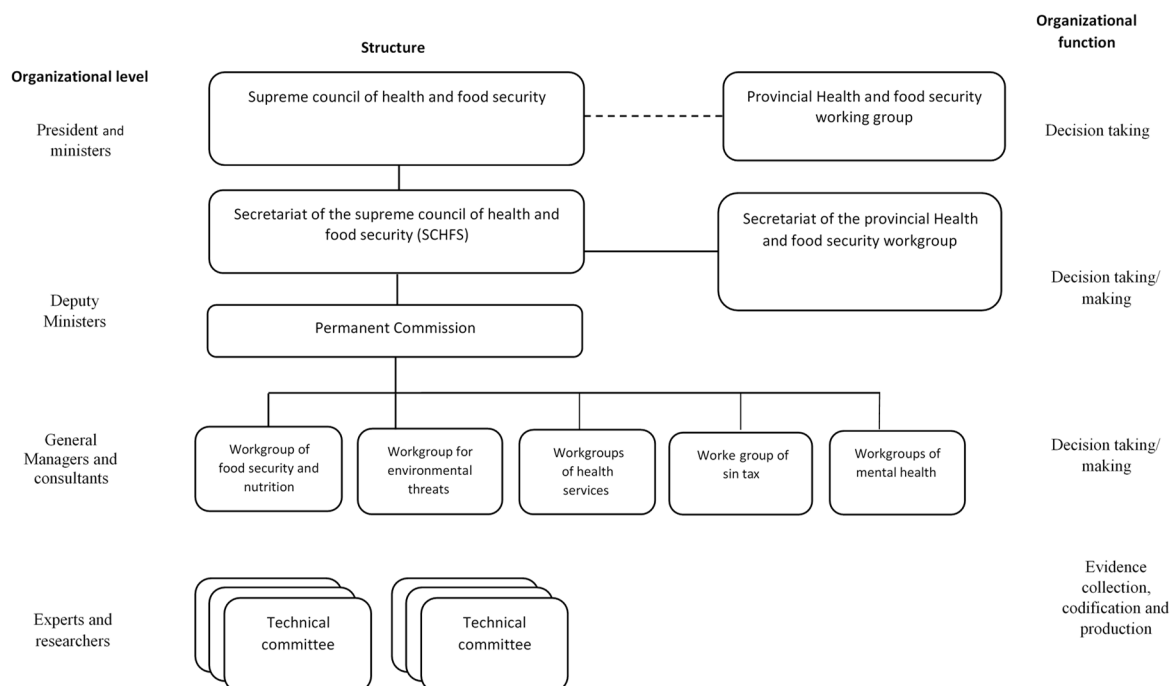 Organizational
function
Structure
Organizational level
Supreme council of health and food security
Provincial Health and food security
working group
President and
ministers
Decision taking
Secretariat of the supreme council of health and
food security (SCHFS)
Secretariat of the provincial Health
and food security workgroup
Deputy
Ministers
Decision taking/
making
Permanent Commission
General
Managers and
consultants
Workgroup of
food security and
nutrition
Workgroup for
environmental
threats
Workgroups
of health
services
Worke group of
sin tax
Workgroups of
mental health
Decision taking/
making
Experts and
researchers
Technical
committee
Technical
committee
Evidence
collection,
codification and
production